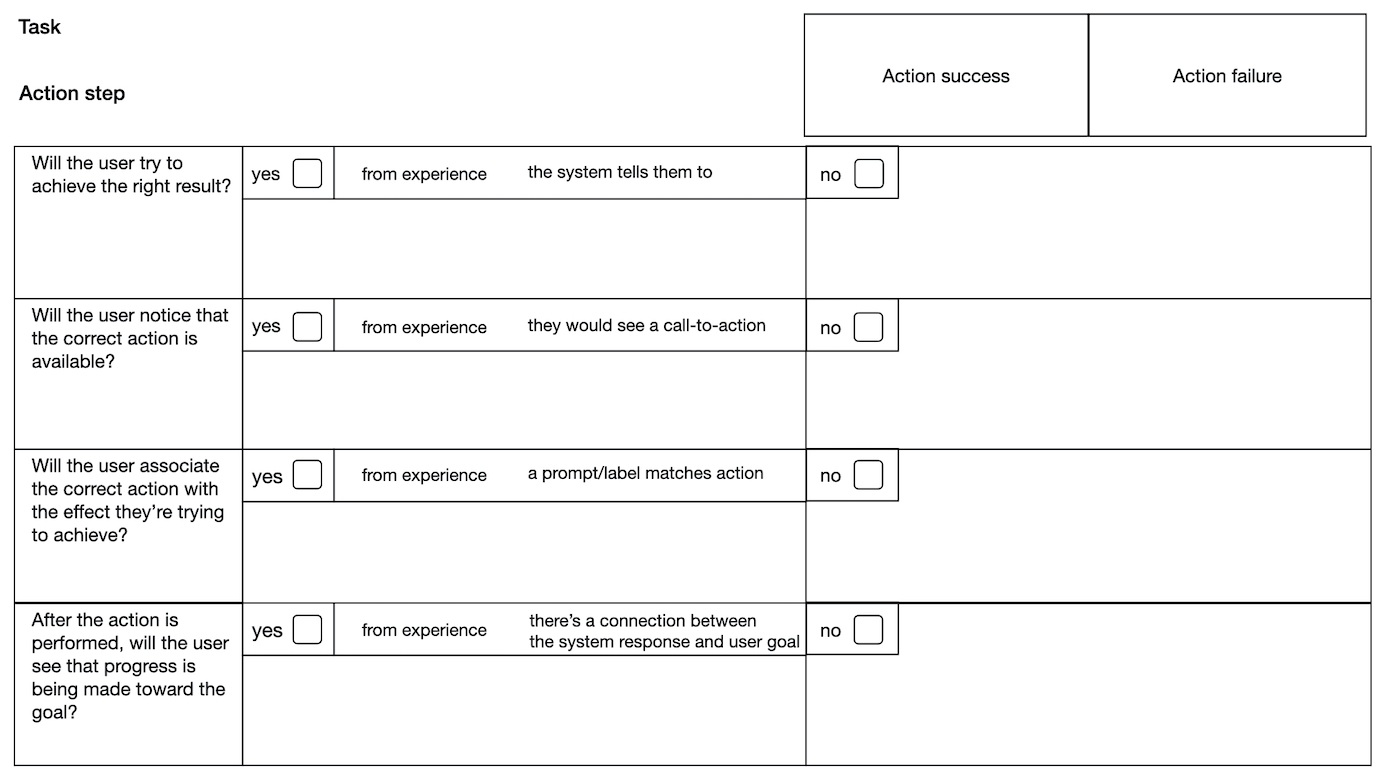 Task
Action success
Action failure
Action step
Will the user try to
achieve the right result?
yes
from experience
the system tells them to
no
Will the user notice that
the correct action is
available?
yes
from experience
they would see a call-to-action
no
Will the user associate
the correct action with
the effect they’re trying
to achieve?
yes
from experience
a prompt/label matches action
no
After the action is
performed, will the user
see that progress is
being made toward the
goal?
yes
from experience
there’s a connection between
the system response and user goal
no